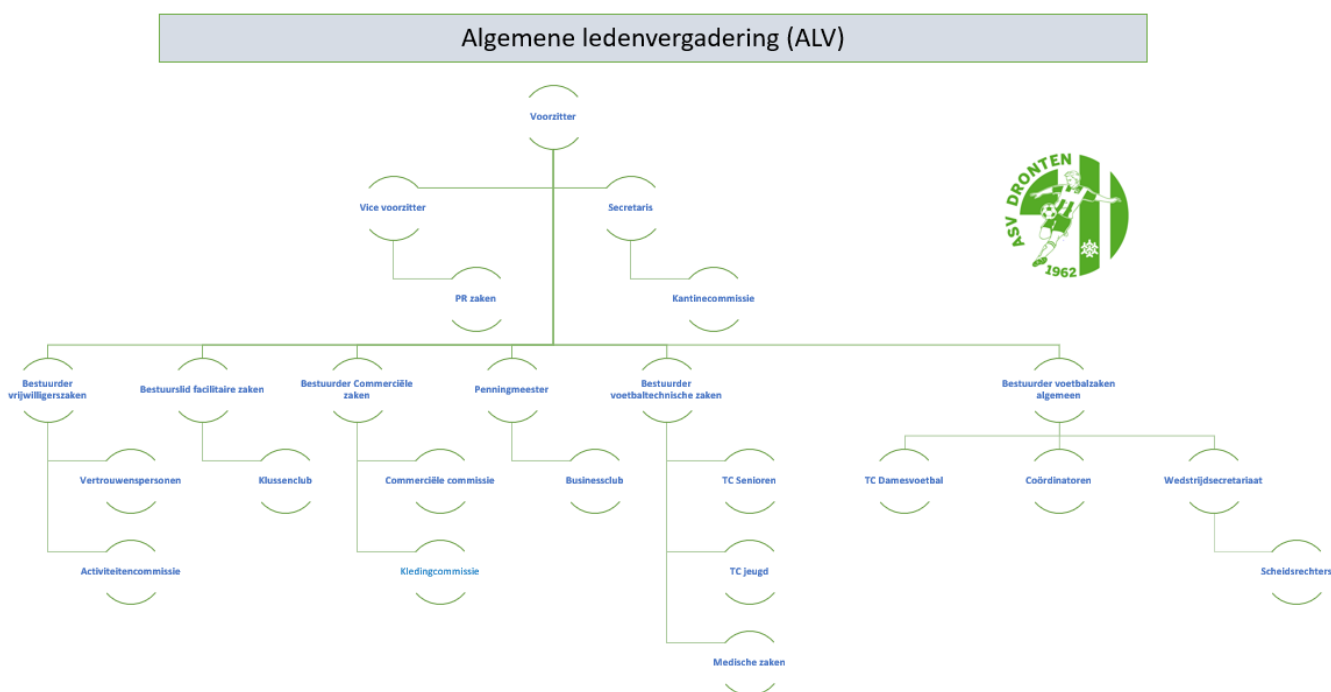 Algemene ledenvergadering (ALV)
Voorzitter
ASV DRONTEN
1962
Vice voorzitter
Secretaris
PR zaken
Kantinecommissie
Bestuurder
vrijwilligerszaken
Bestuurslid facilitaire zaken
Bestuurder Commerciële
zaken
Penningmeester
Bestuurder
voetbaltechnische zaken
Bestuurder voetbalzaken
algemeen
Vertrouwenspersonen
Klussenclub
Commerciële commissie
Businessclub
TC Senioren
TC Damesvoetbal
Coördinatoren
Wedstrijdsecretariaat
Activiteitencommissie
Kledingcommissie
TC jeugd
Scheidsrechters
Medische zaken